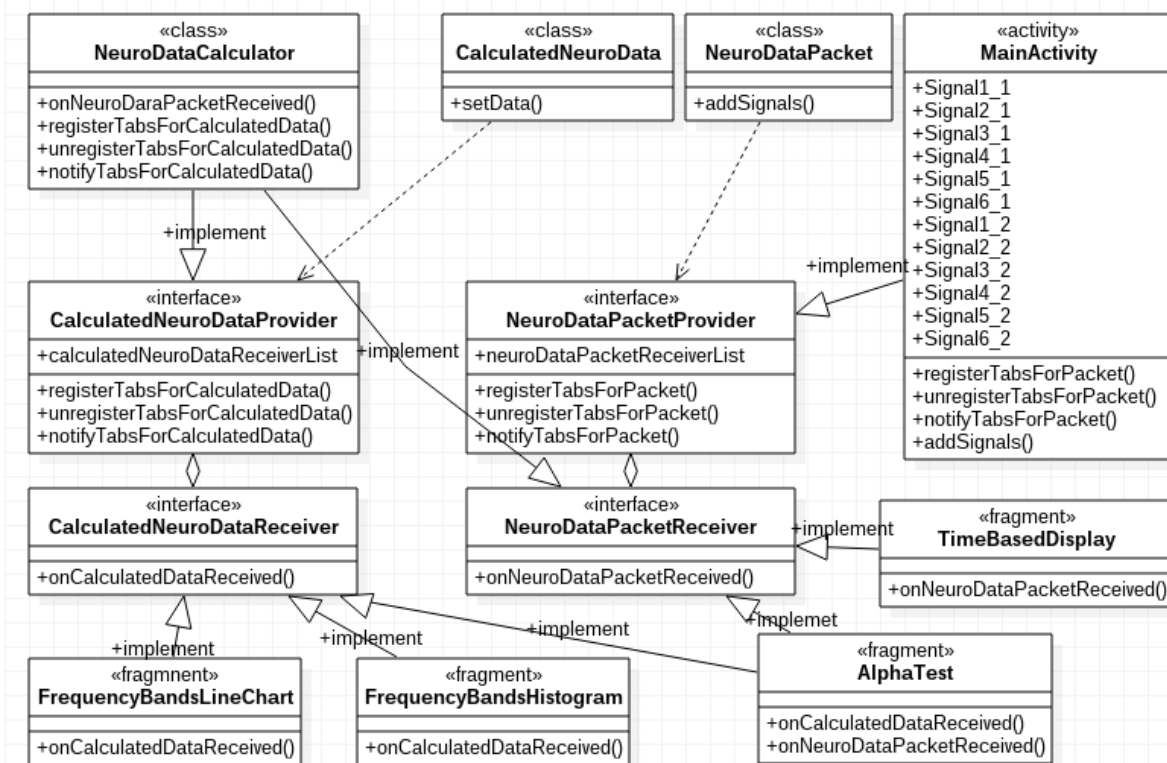 «class»
NeuroDataCalculator
+onNeuroDaraPacketReceived()
+registerTabsForCalculatedData()
+unregisterTabsForCalculatedData()
+notifyTabsForCalculatedData()
«class»
CalculatedNeuroData
+setData()
«class»
NeuroDataPacket
+addSignals()
«activity»
MainActivity
+Signal1_1
+Signal2_1
+Signal3_1
+Signal4_1
+Signal5_1
+Signal6_1
+Signal1_2
+Signal2_2
+Signal3_2
+Signal4_2
+Signal5_2
+Signal6_2
+registerTabsForPacket()
+unregisterTabsForPacket()
+notifyTabsForPacket()
+addSignals()
+implement
+implement
+implement
«interface»
CalculatedNeuroDataProvider
+calculatedNeuroDataReceiverList
+registerTabsForCalculatedData()
+unregisterTabsForCalculatedData()
+notifyTabsForCalculatedData()
«interface»
NeuroDataPacketProvider
+neuroDataPacketReceiverList
+registerTabsForPacket()
+unregisterTabsForPacket()
+notifyTabsForPacket()
«interface»
CalculatedNeuroDataReceiver
+onCalculatedDataReceived()
«interface»
NeuroDataPacketReceiver
+onNeuroDataPacketReceived()
+implement
«fragment»
TimeBasedDisplay
+onNeuroDataPacketReceived()
+implement
+implement
+implement
+implemet
«fragmnent»
FrequencyBandsLineChart
+onCalculatedDataReceived()
«fragment»
FrequencyBandsHistogram
+onCalculatedDataReceived()
«fragment»
AlphaTest
+onCalculatedDataReceived()
+onNeuroDataPacketReceived()